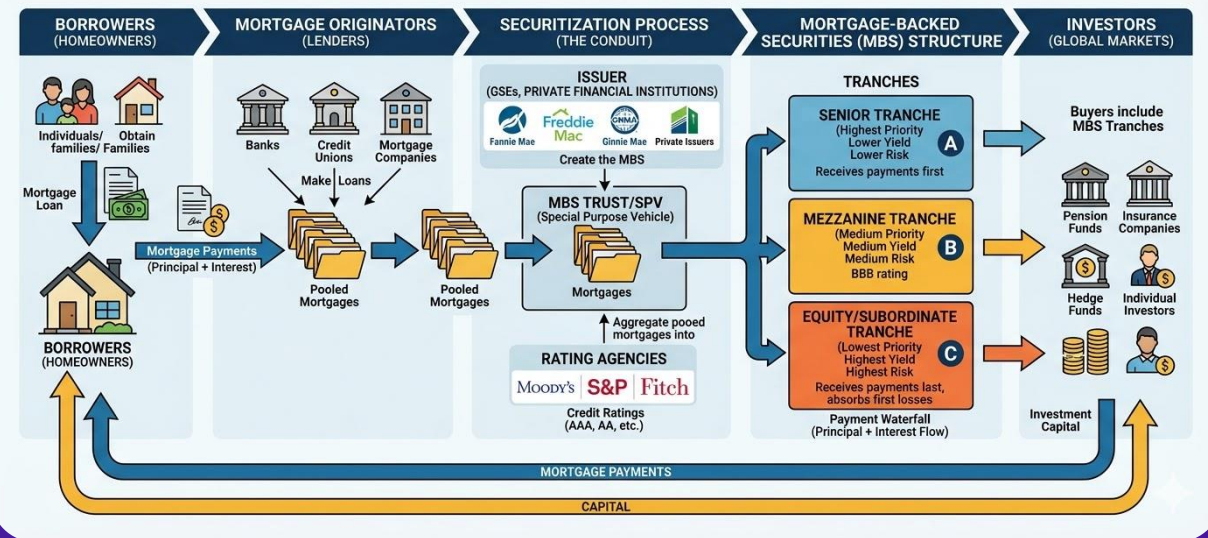 BORROWERS
(HOMEOWNERS)
MORTGAGE ORIGINATORS
(LENDERS)
SECURITIZATION PROCESS
(THE CONDUIT)
MORTGAGE-BACKED
SECURITIES (MBS) STRUCTURE
INVESTORS
(GLOBAL MARKETS)
Individuals/
families/
Obtain
Families
Mortgage
Loan
Mortgage Payments
(Principal + Interest)
BORROWERS
(HOMEOWNERS)
Banks
Credit
Unions
Mortgage
Companies
Make Loans
Pooled
Mortgages
Pooled
Mortgages
ISSUER
(GSEs, PRIVATE FINANCIAL INSTITUTIONS)
Fannie Mae
Freddie
Mac
GNMA
Ginnie Mae
Private Issuers
Create the MBS
MBS TRUST/SPV
(Special Purpose Vehicle)
Mortgages
Aggregate pooed
mortgages into
RATING AGENCIES
MOODY'S
S&P
Fitch
Credit Ratings
(AAA, AA, etc.)
TRANCHES
SENIOR TRANCHE
(Highest Priority
Lower Yield
Lower Risk
Receives payments first
A
MEZZANINE TRANCHE
(Medium Priority
Medium Yield
Medium Risk
BBB rating
B
EQUITY/SUBORDINATE
TRANCHE
(Lowest Priority
Highest Yield
Highest Risk
Receives payments last,
absorbs first losses
C
Payment Waterfall
(Principal + Interest Flow)
Buyers include
MBS Tranches
Pension
Funds
Insurance
Companies
Hedge
Funds
Individual
Investors
Investment
Capital
MORTGAGE PAYMENTS
CAPITAL